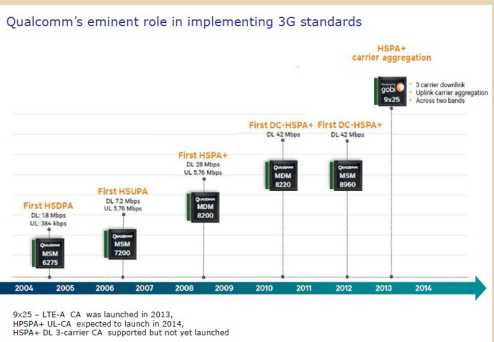 Qualcomm's eminent role in implementing 3G standards
HSPA+
carrier aggregation
gobi
9x25
3 carrier downlink
Uplink carrier aggregation
Across two bands
First DC-HSPA+
DL 42 Mbps
QUALCOMM
MDM
8220
First DC-HSPA+
DL 42 Mbps
QUALCOMM
MSM
8960
First HSPA+
DL 28 Mbps
UL 5.76 Mbps
QUALCOMM
MDM
8200
First HSUPA
DL 7.2 Mbps
UL 5.76 Mbps
QUALCOMM
MSM
7200
First HSDPA
DL: 1.8 Mbps
UL: 384 kbps
QUALCOMM
MSM
6275
2004 2005 2006 2007 2008 2009 2010 2011 2012 2013 2014
9x25 – LTE-A CA was launched in 2013,
HPSPA+ UL-CA expected to launch in 2014,
HSPA+ DL 3-carrier CA supported but not yet launched